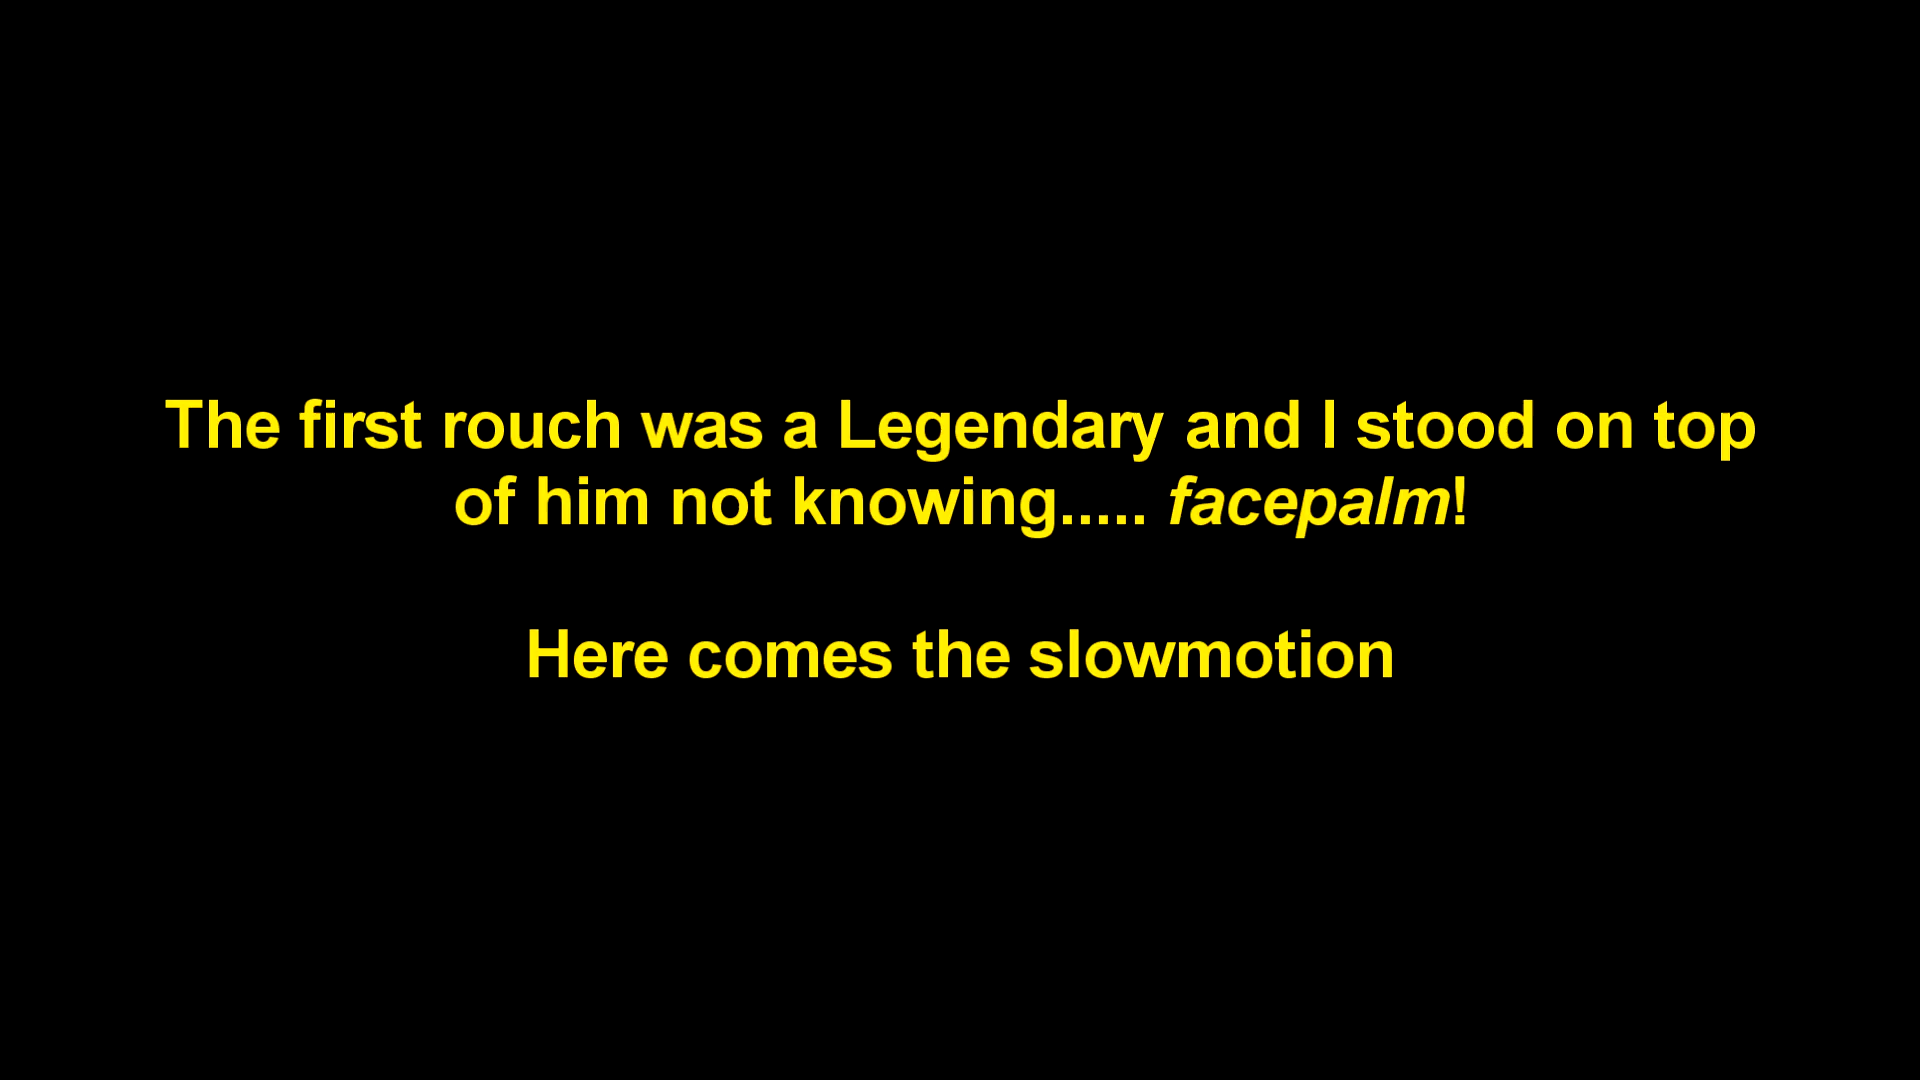 The first rouch was a Legendary and I stood on top
of him not knowing..... facepalm!
Here comes the slowmotion